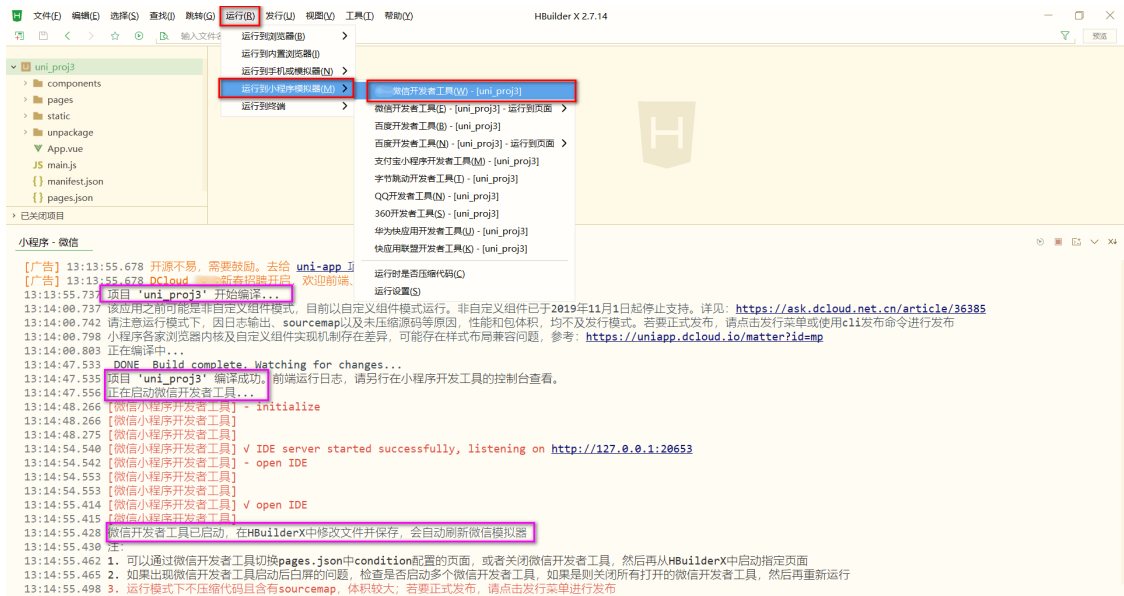 文件(F) 编辑(E) 选择(S) 查找(I) 跳转(G) 运行(R) 发行(U) 视图(V) 工具(T) 帮助(Y) HBuilder X 2.7.14
输入文件名 预览
运行到浏览器(B)
运行到内置浏览器(I)
运行到手机或模拟器(N)
运行到小程序模拟器(M)
运行到终端
微信开发者工具(W) - [uni_proj3]
微信开发者工具(E) - [uni_proj3] - 运行到页面
百度开发者工具(B) - [uni_proj3]
百度开发者工具(N) - [uni_proj3] - 运行到页面
支付宝小程序开发者工具(M) - [uni_proj3]
字节跳动开发者工具(T) - [uni_proj3]
QQ开发者工具(N) - [uni_proj3]
360开发者工具(S) - [uni_proj3]
华为快应用开发者工具(U) - [uni_proj3]
快应用联盟开发者工具(K) - [uni_proj3]
运行时是否压缩代码(C)
运行设置(S)
uni_proj3
components
pages
static
unpackage
App.vue
JS main.js
{ } manifest.json
{ } pages.json
已关闭项目
H
小程序 - 微信
[广告] 13:13:55.678 开源不易, 需要鼓励。去给 uni-app
[广告] 13:13:55.678 DCloud 新春招聘开启, 欢迎前端、
13:13:55.737 项目 'uni_proj3' 开始编译...
13:14:00.737 该应用之前可能是非自定义组件模式, 目前以自定义组件模式运行。非自定义组件已于2019年11月1日起停止支持。详见: https://ask.dcloud.net.cn/article/36385
13:14:00.742 请注意运行模式下, 因日志输出、sourcemap以及未压缩源码等原因, 性能和包体积, 均不及发行模式。若要正式发布, 请点击发行菜单或使用cli发布命令进行发布
13:14:00.798 小程序各家浏览器内核及自定义组件实现机制存在差异, 可能存在样式布局兼容问题, 参考: https://uniapp.dcloud.io/matter?id=mp
13:14:00.803 正在编译中...
13:14:47.533 DONE Build complete. Watching for changes...
13:14:47.535 项目 'uni_proj3' 编译成功。前端运行日志, 请另行在小程序开发工具的控制台查看。
13:14:47.556 正在启动微信开发者工具...
13:14:48.266 [微信小程序开发者工具] - initialize
13:14:48.266 [微信小程序开发者工具]
13:14:48.275 [微信小程序开发者工具]
13:14:54.540 [微信小程序开发者工具] √ IDE server started successfully, listening on http://127.0.0.1:20653
13:14:54.542 [微信小程序开发者工具] - open IDE
13:14:54.553 [微信小程序开发者工具]
13:14:54.553 [微信小程序开发者工具]
13:14:55.414 [微信小程序开发者工具] √ open IDE
13:14:55.415 [微信小程序开发者工具]
13:14:55.428 微信开发者工具已启动, 在HBuilderX中修改文件并保存, 会自动刷新微信模拟器
13:14:55.430 注:
13:14:55.462 1. 可以通过微信开发者工具切换pages.json中condition配置的页面, 或者关闭微信开发者工具, 然后再从HBuilderX中启动指定页面
13:14:55.465 2. 如果出现微信开发者工具启动后白屏的问题, 检查是否启动多个微信开发者工具, 如果是则关闭所有打开的微信开发者工具, 然后再重新运行
13:14:55.498 3. 运行模式下不压缩代码且含有sourcemap, 体积较大; 若要正式发布, 请点击发行菜单进行发布